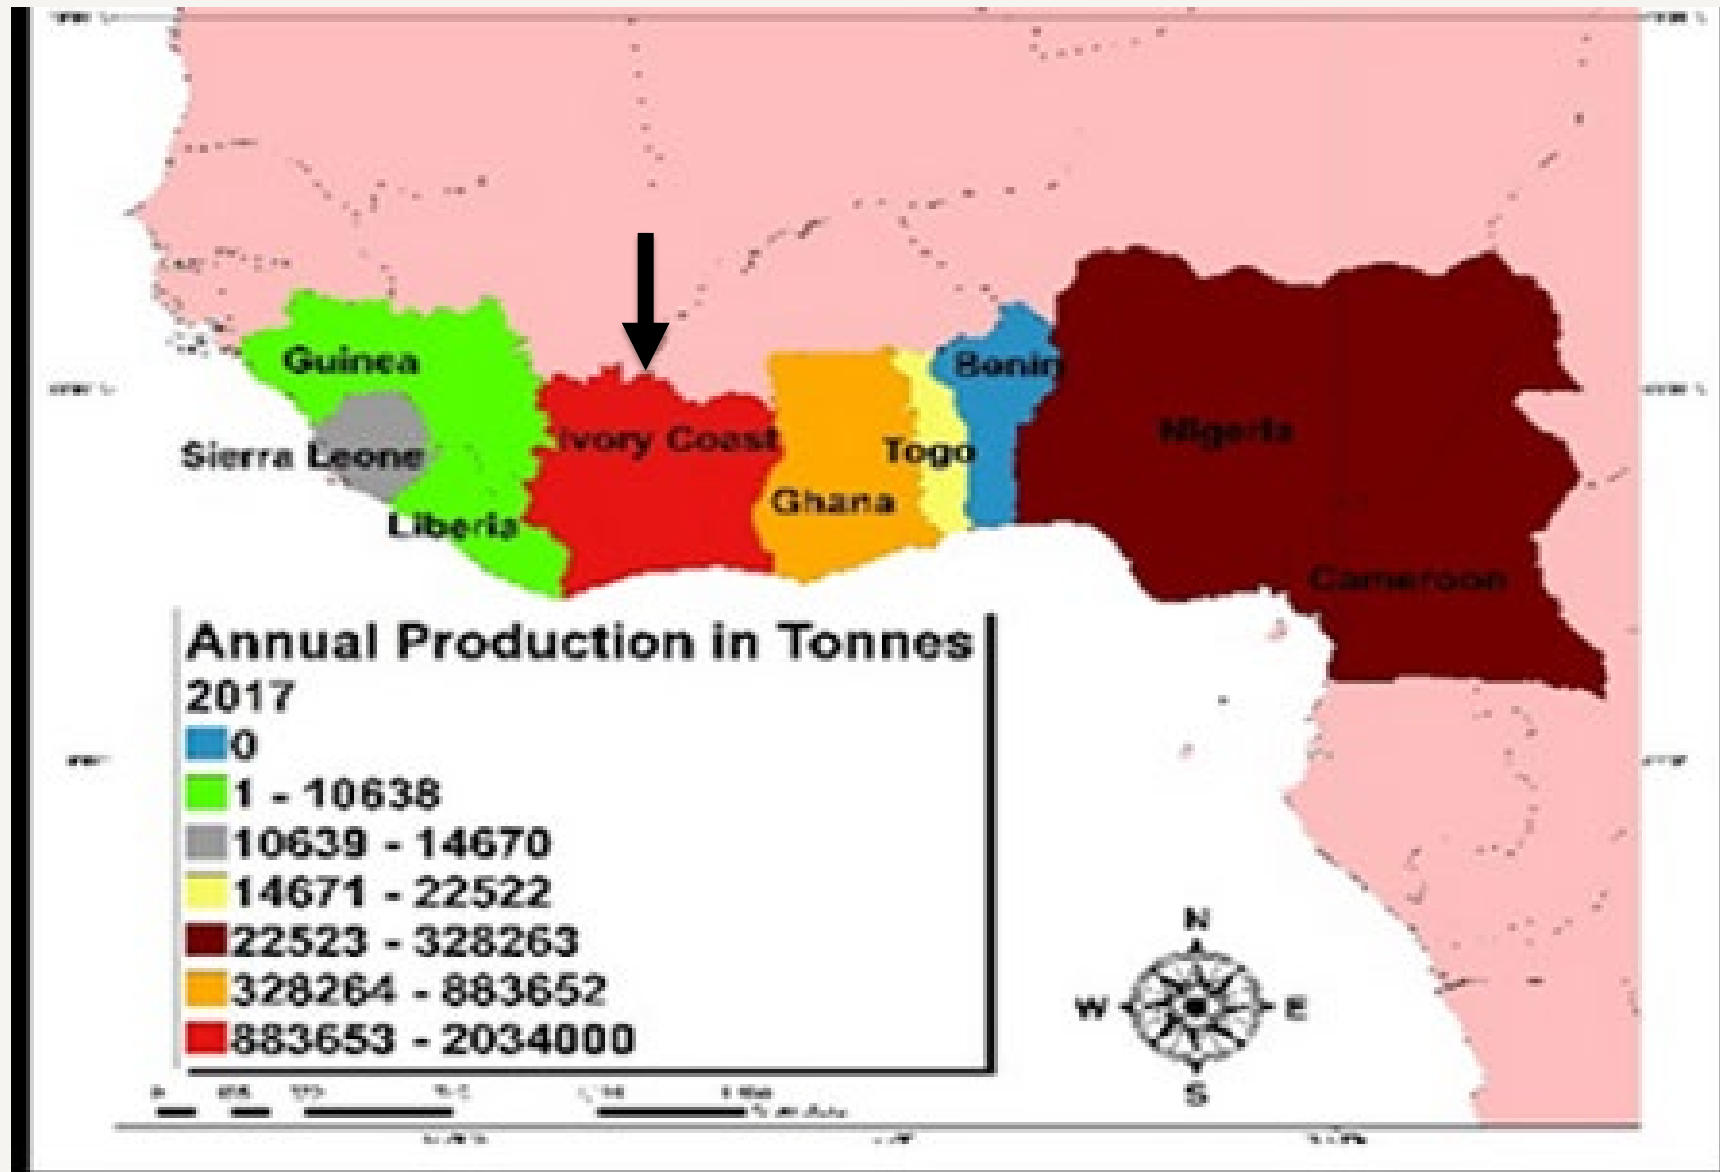 Guinea
Benin
Ivory Coast
Nigeria
Sierra Leone
Togo
Ghana
Liberia
Cameroon
Annual Production in Tonnes
2017
0
1 - 10638
10639 - 14670
14671 - 22522
22523 - 328263
328264 - 883652
883653 - 2034000
N
W E
S